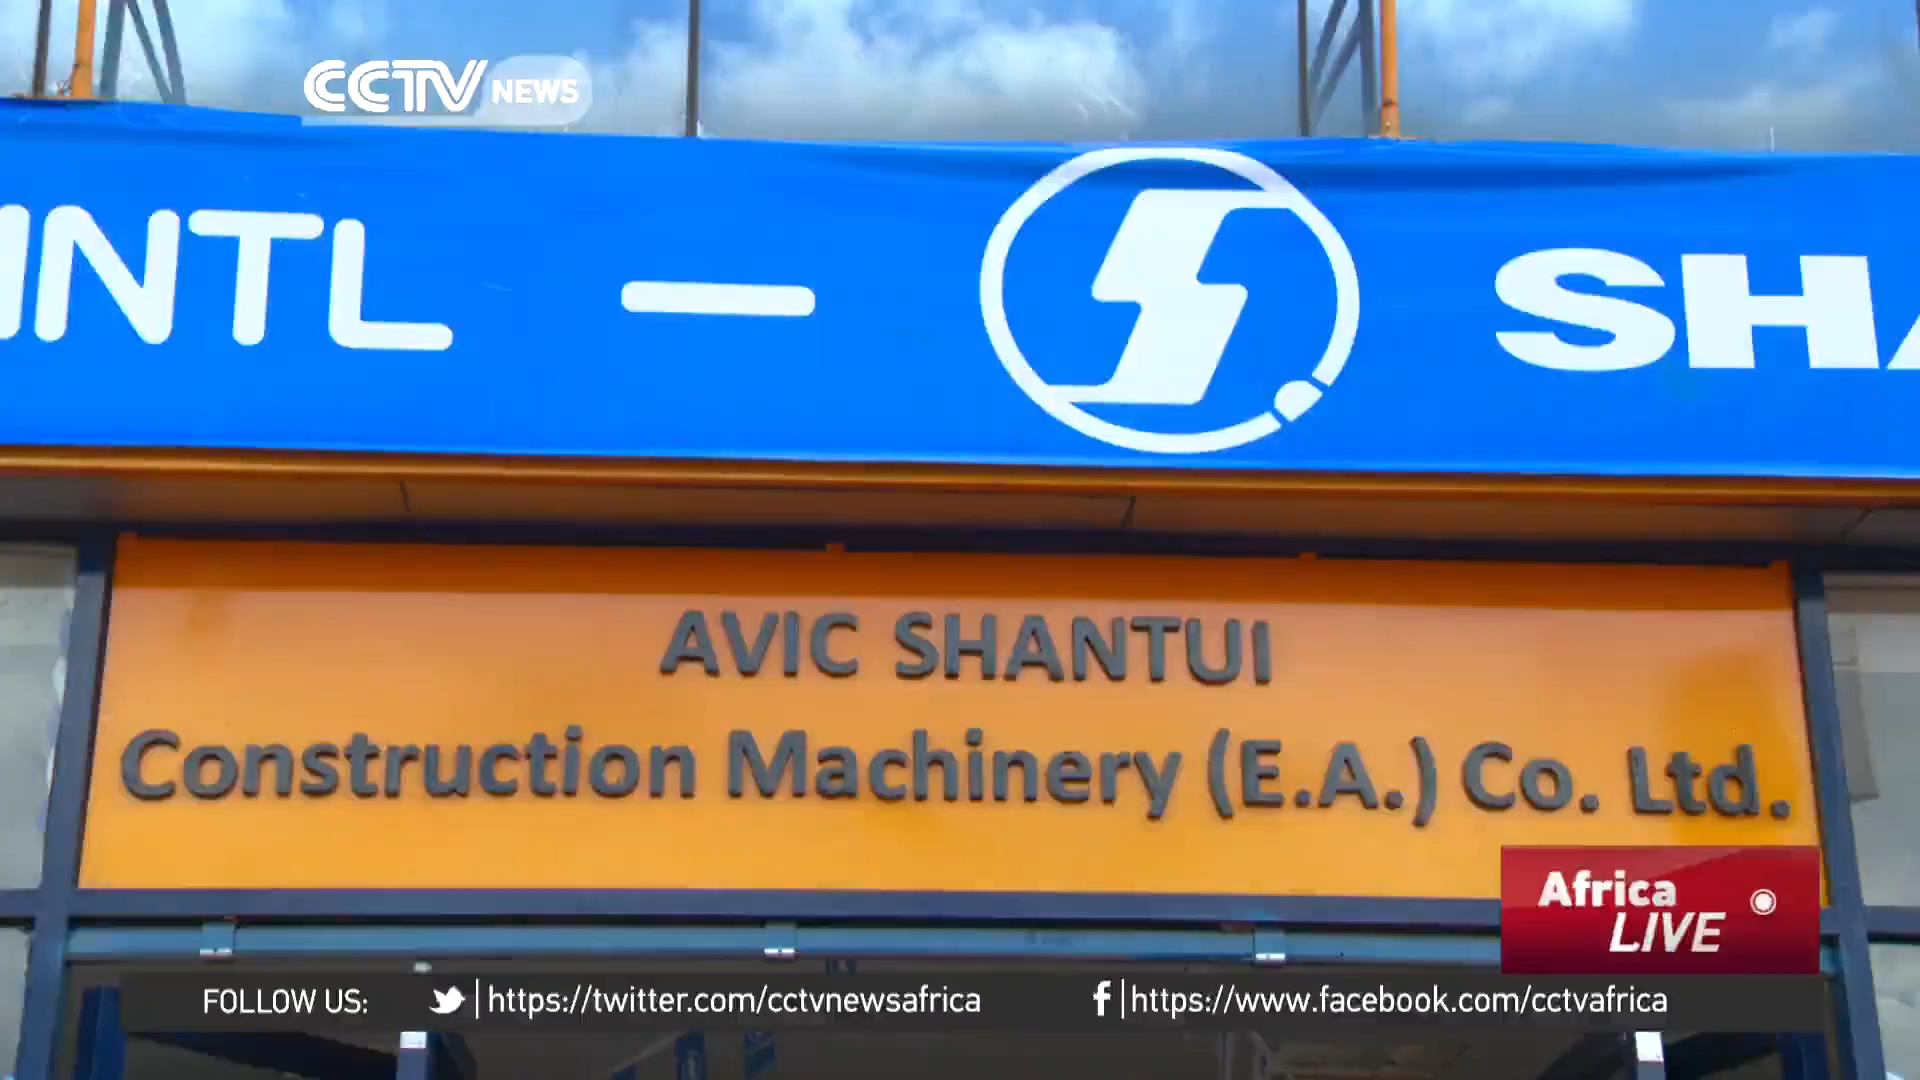 CCTV NEWS
INTL – SHA
AVIC SHANTUI
Construction Machinery (E.A.) Co. Ltd.
Africa
LIVE
FOLLOW US: |https://twitter.com/cctvnewsafrica f|https://www.facebook.com/cctvafrica